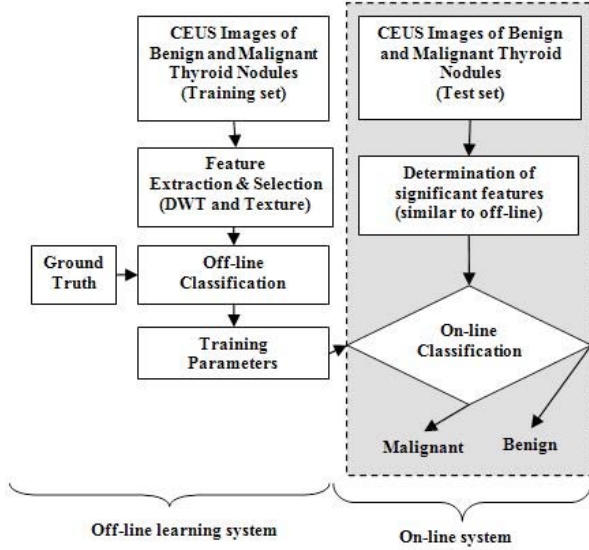 CEUS Images of
Benign and Malignant
Thyroid Nodules
(Training set)
Feature
Extraction & Selection
(DWT and Texture)
Ground
Truth
Off-line
Classification
Training
Parameters
CEUS Images of Benign
and Malignant Thyroid
Nodules
(Test set)
Determination of
significant features
(similar to off-line)
On-line
Classification
Malignant
Benign
Off-line learning system
On-line system